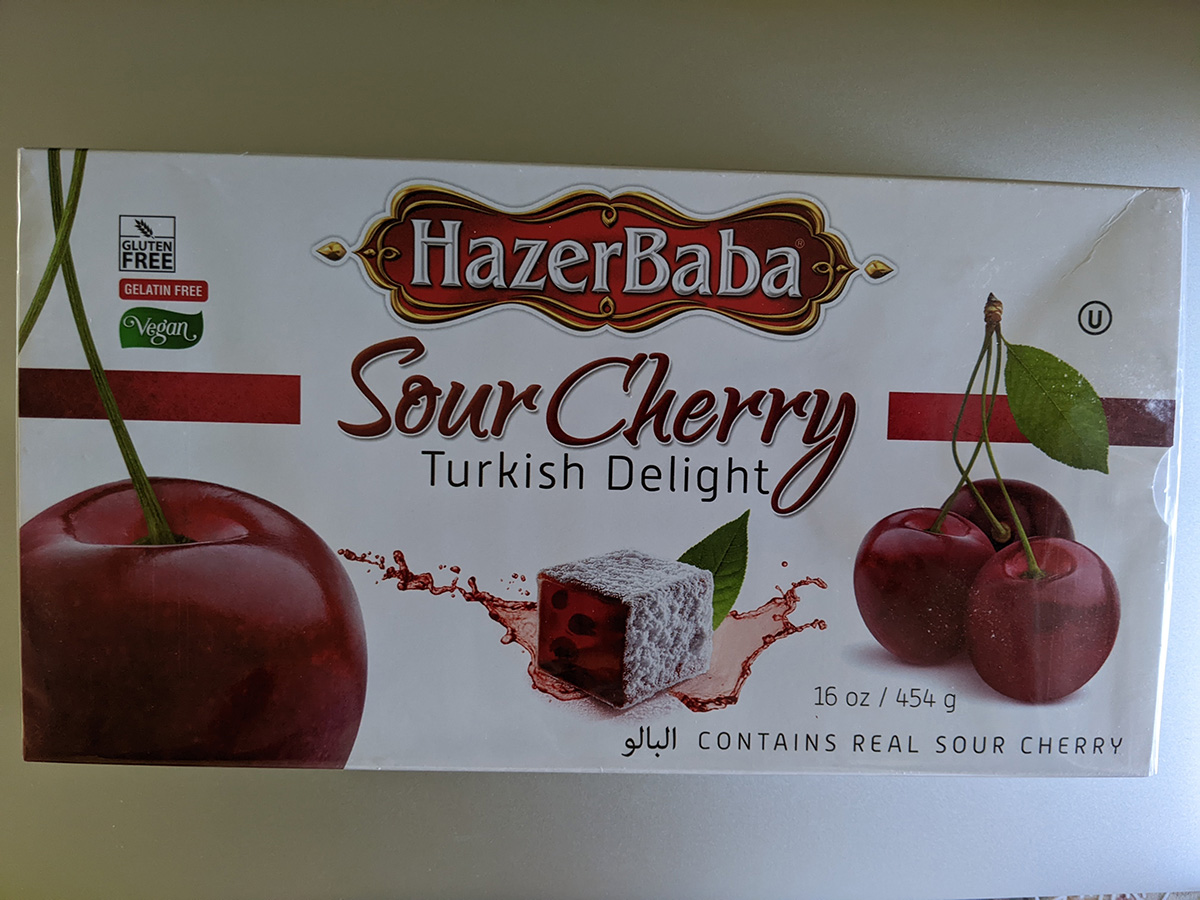 GLUTEN
FREE
GELATIN FREE
Vegan
HazerBaba®
U
Sour Cherry
Turkish Delight
16 oz / 454 g
البالو CONTAINS REAL SOUR CHERRY